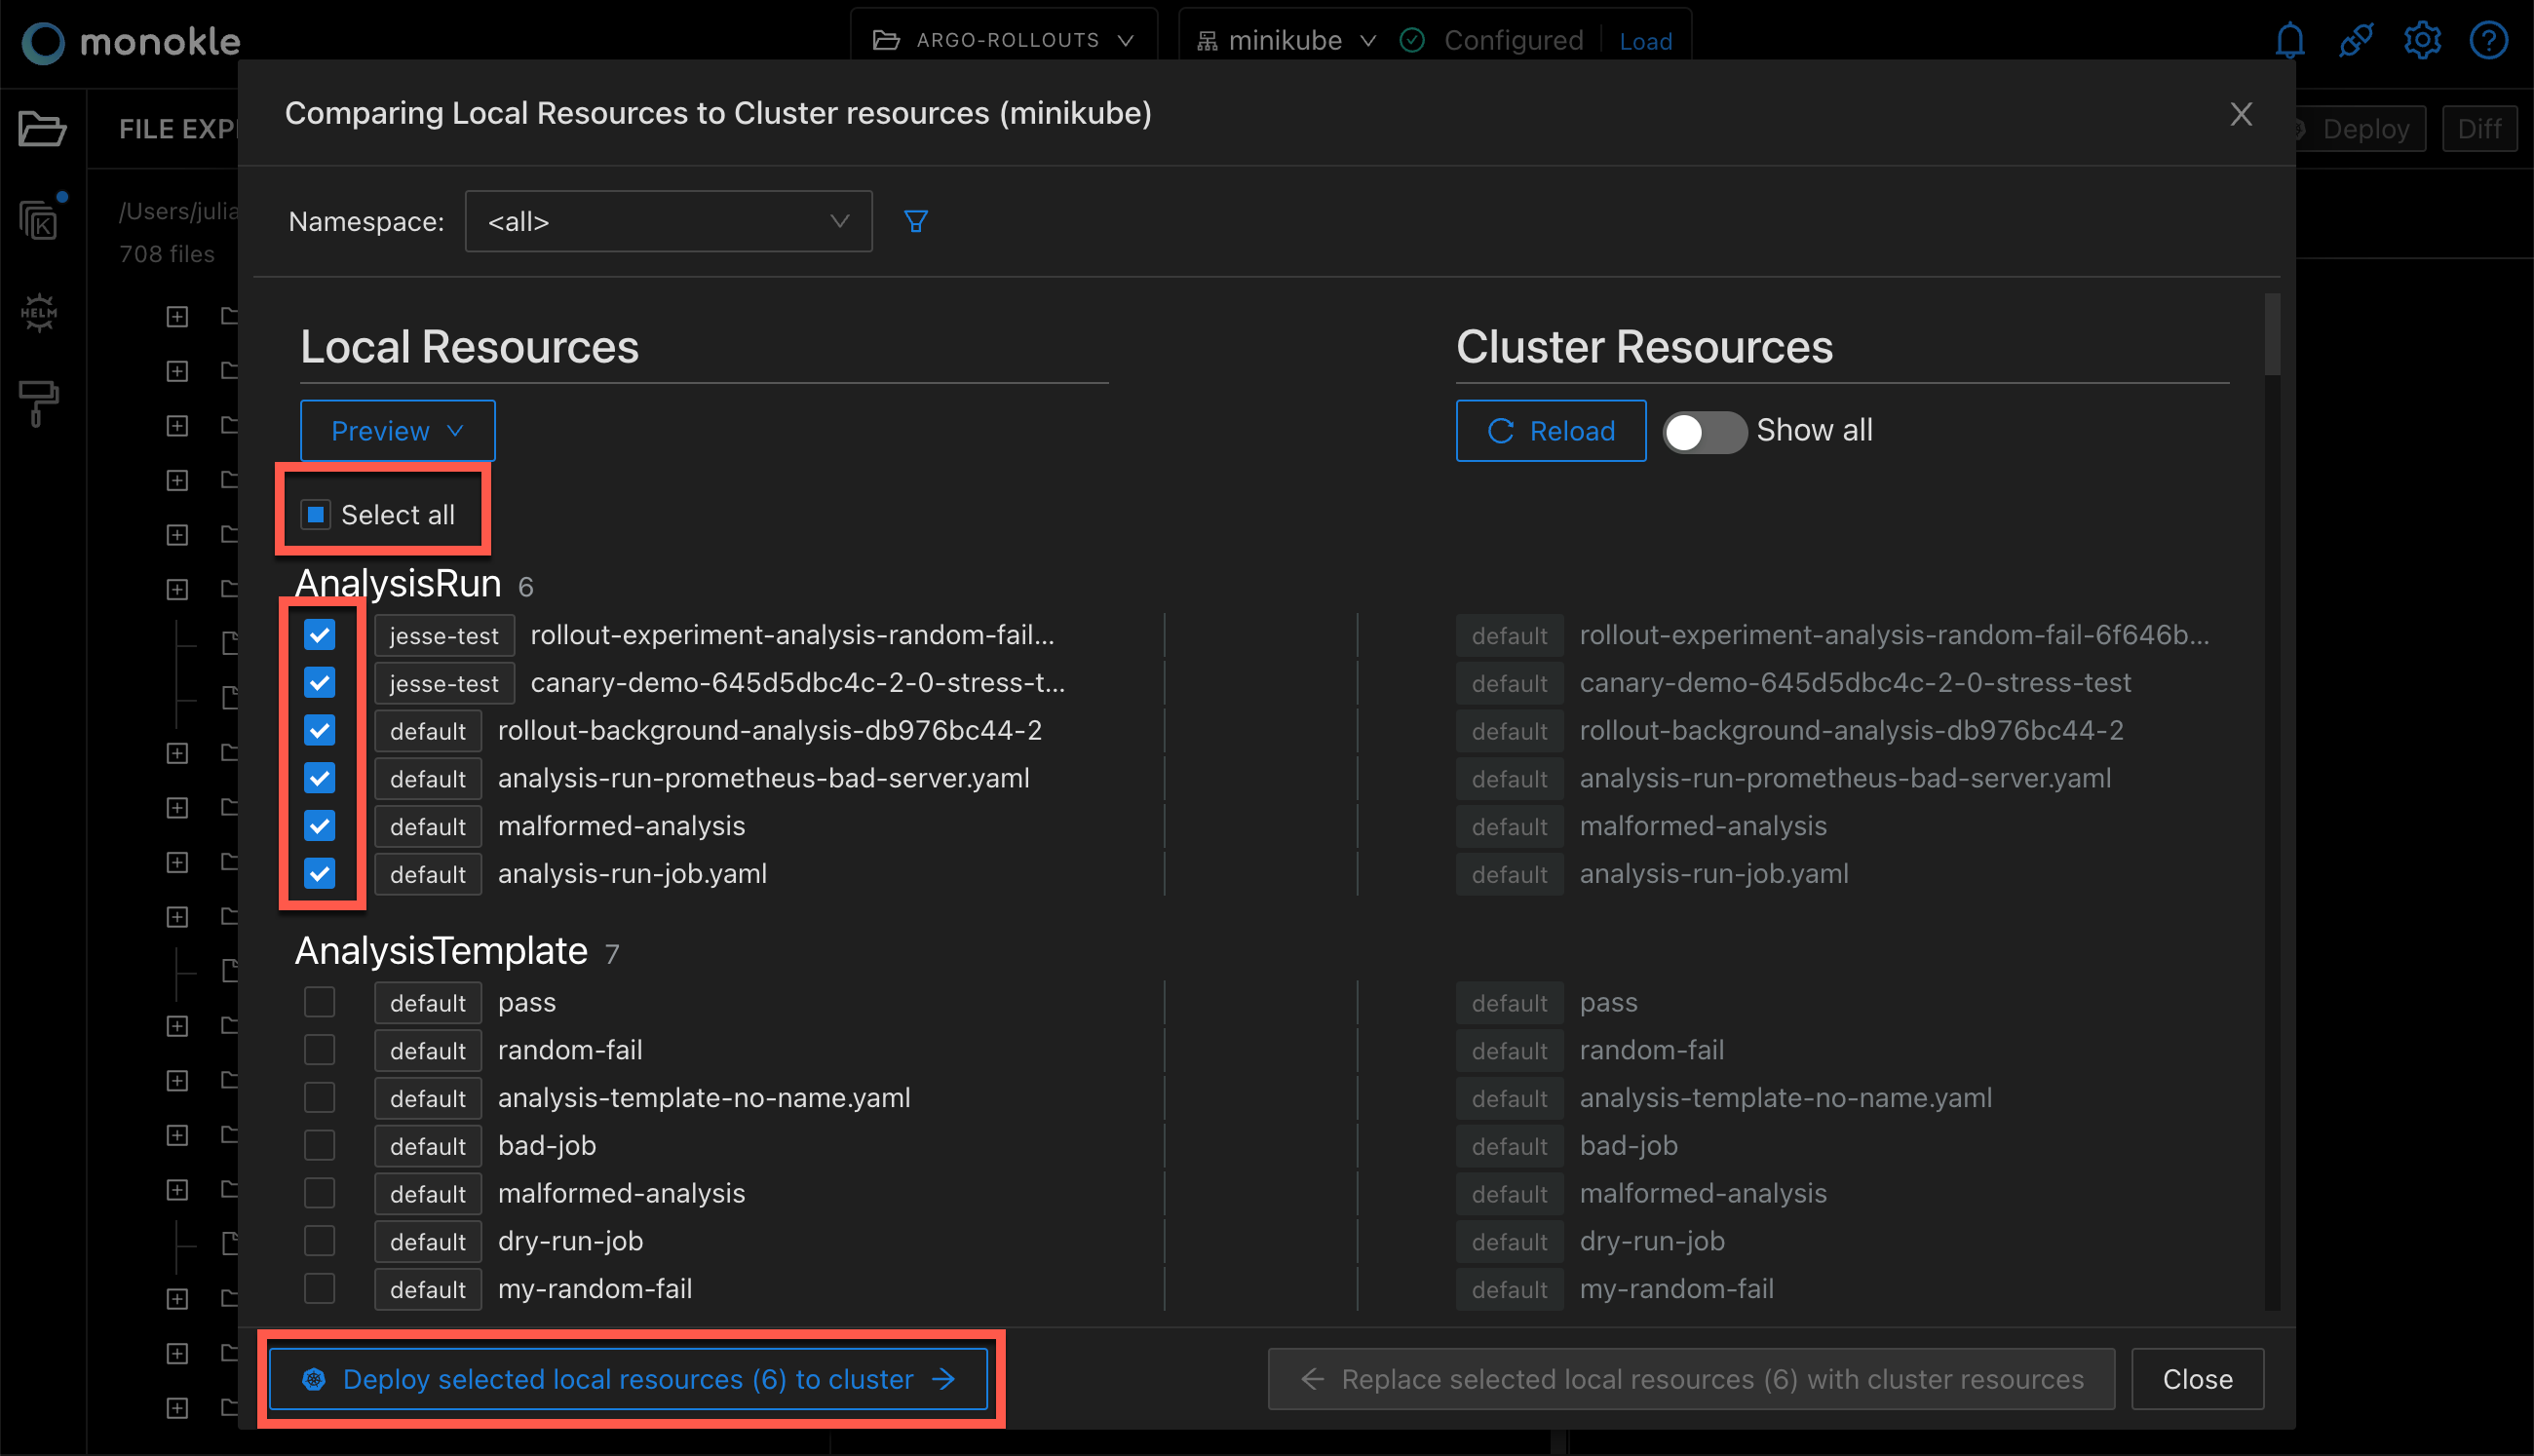 monokle
ARGO-ROLLOUTS
minikube Configured Load
Comparing Local Resources to Cluster resources (minikube)
FILE EXP
Deploy Diff
/Users/julia
708 files
HELM
Namespace: <all>
Local Resources
Cluster Resources
Preview
Reload Show all
Select all
AnalysisRun 6
jesse-test rollout-experiment-analysis-random-fail... default rollout-experiment-analysis-random-fail-6f646b...
jesse-test canary-demo-645d5dbc4c-2-0-stress-t... default canary-demo-645d5dbc4c-2-0-stress-test
default rollout-background-analysis-db976bc44-2 default rollout-background-analysis-db976bc44-2
default analysis-run-prometheus-bad-server.yaml default analysis-run-prometheus-bad-server.yaml
default malformed-analysis default malformed-analysis
default analysis-run-job.yaml default analysis-run-job.yaml
AnalysisTemplate 7
default pass default pass
default random-fail default random-fail
default analysis-template-no-name.yaml default analysis-template-no-name.yaml
default bad-job default bad-job
default malformed-analysis default malformed-analysis
default dry-run-job default dry-run-job
default my-random-fail default my-random-fail
Deploy selected local resources (6) to cluster → ← Replace selected local resources (6) with cluster resources Close